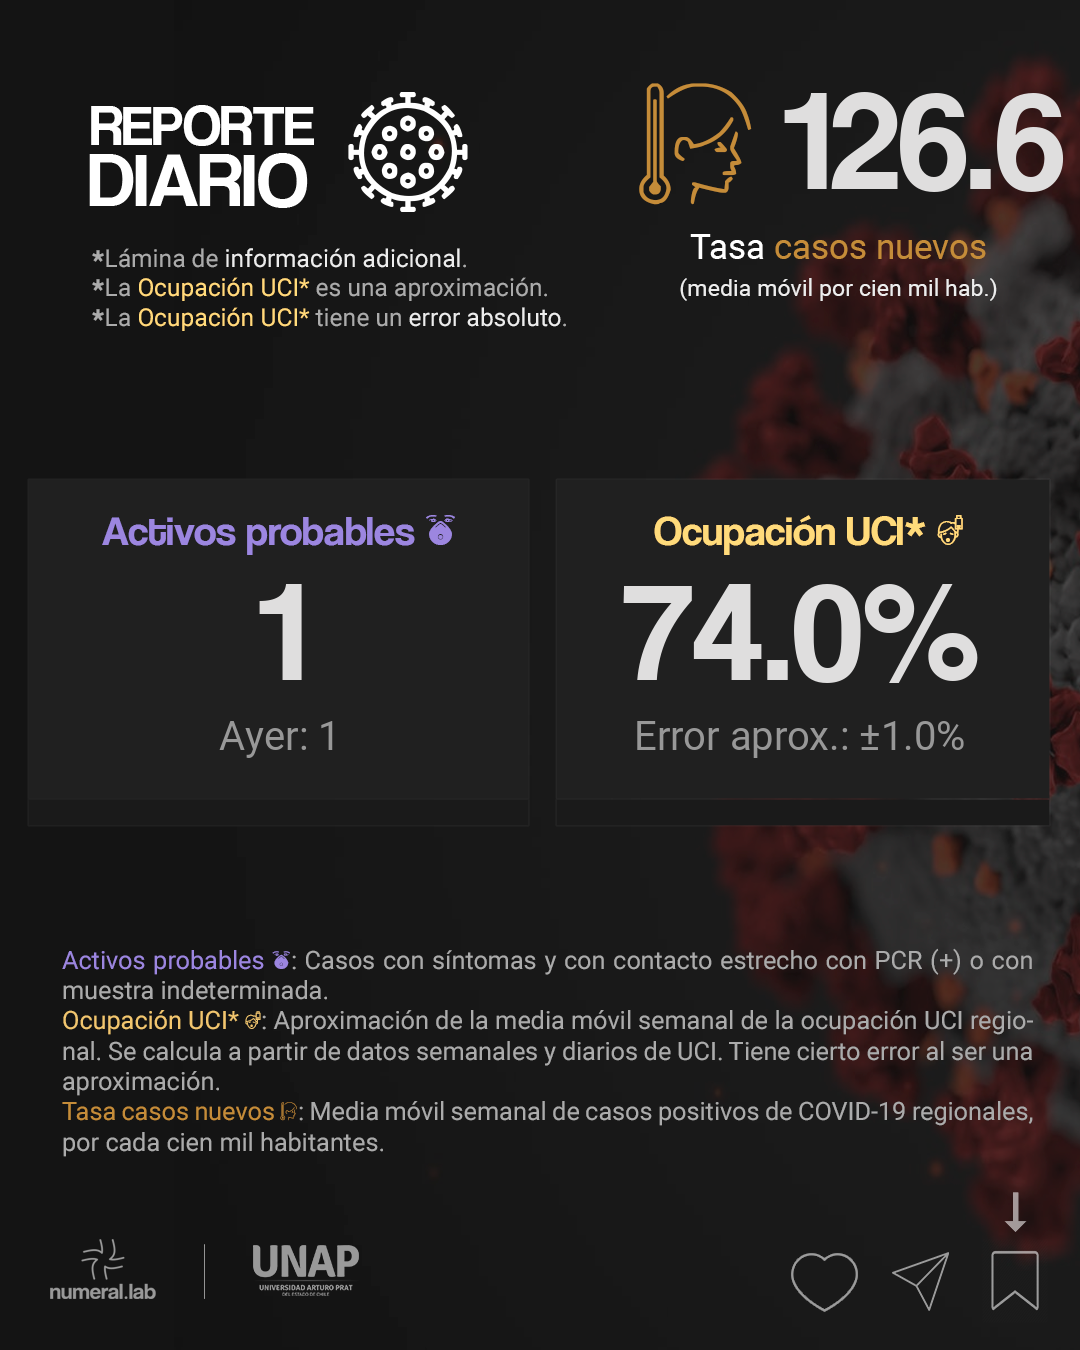 REPORTE
DIARIO
*Lámina de información adicional.
*La Ocupación UCI* es una aproximación.
*La Ocupación UCI* tiene un error absoluto.
126.6
Tasa casos nuevos
(media móvil por cien mil hab.)
Activos probables
1
Ayer: 1
Ocupación UCI*
74.0%
Error aprox.: ±1.0%
Activos probables : Casos con síntomas y con contacto estrecho con PCR (+) o con
muestra indeterminada.
Ocupación UCI* : Aproximación de la media móvil semanal de la ocupación UCI regio-
nal. Se calcula a partir de datos semanales y diarios de UCI. Tiene cierto error al ser una
aproximación.
Tasa casos nuevos : Media móvil semanal de casos positivos de COVID-19 regionales,
por cada cien mil habitantes.
numeral.lab
UNAP
UNIVERSIDAD ARTURO PRAT
DEL ESTADO DE CHILE